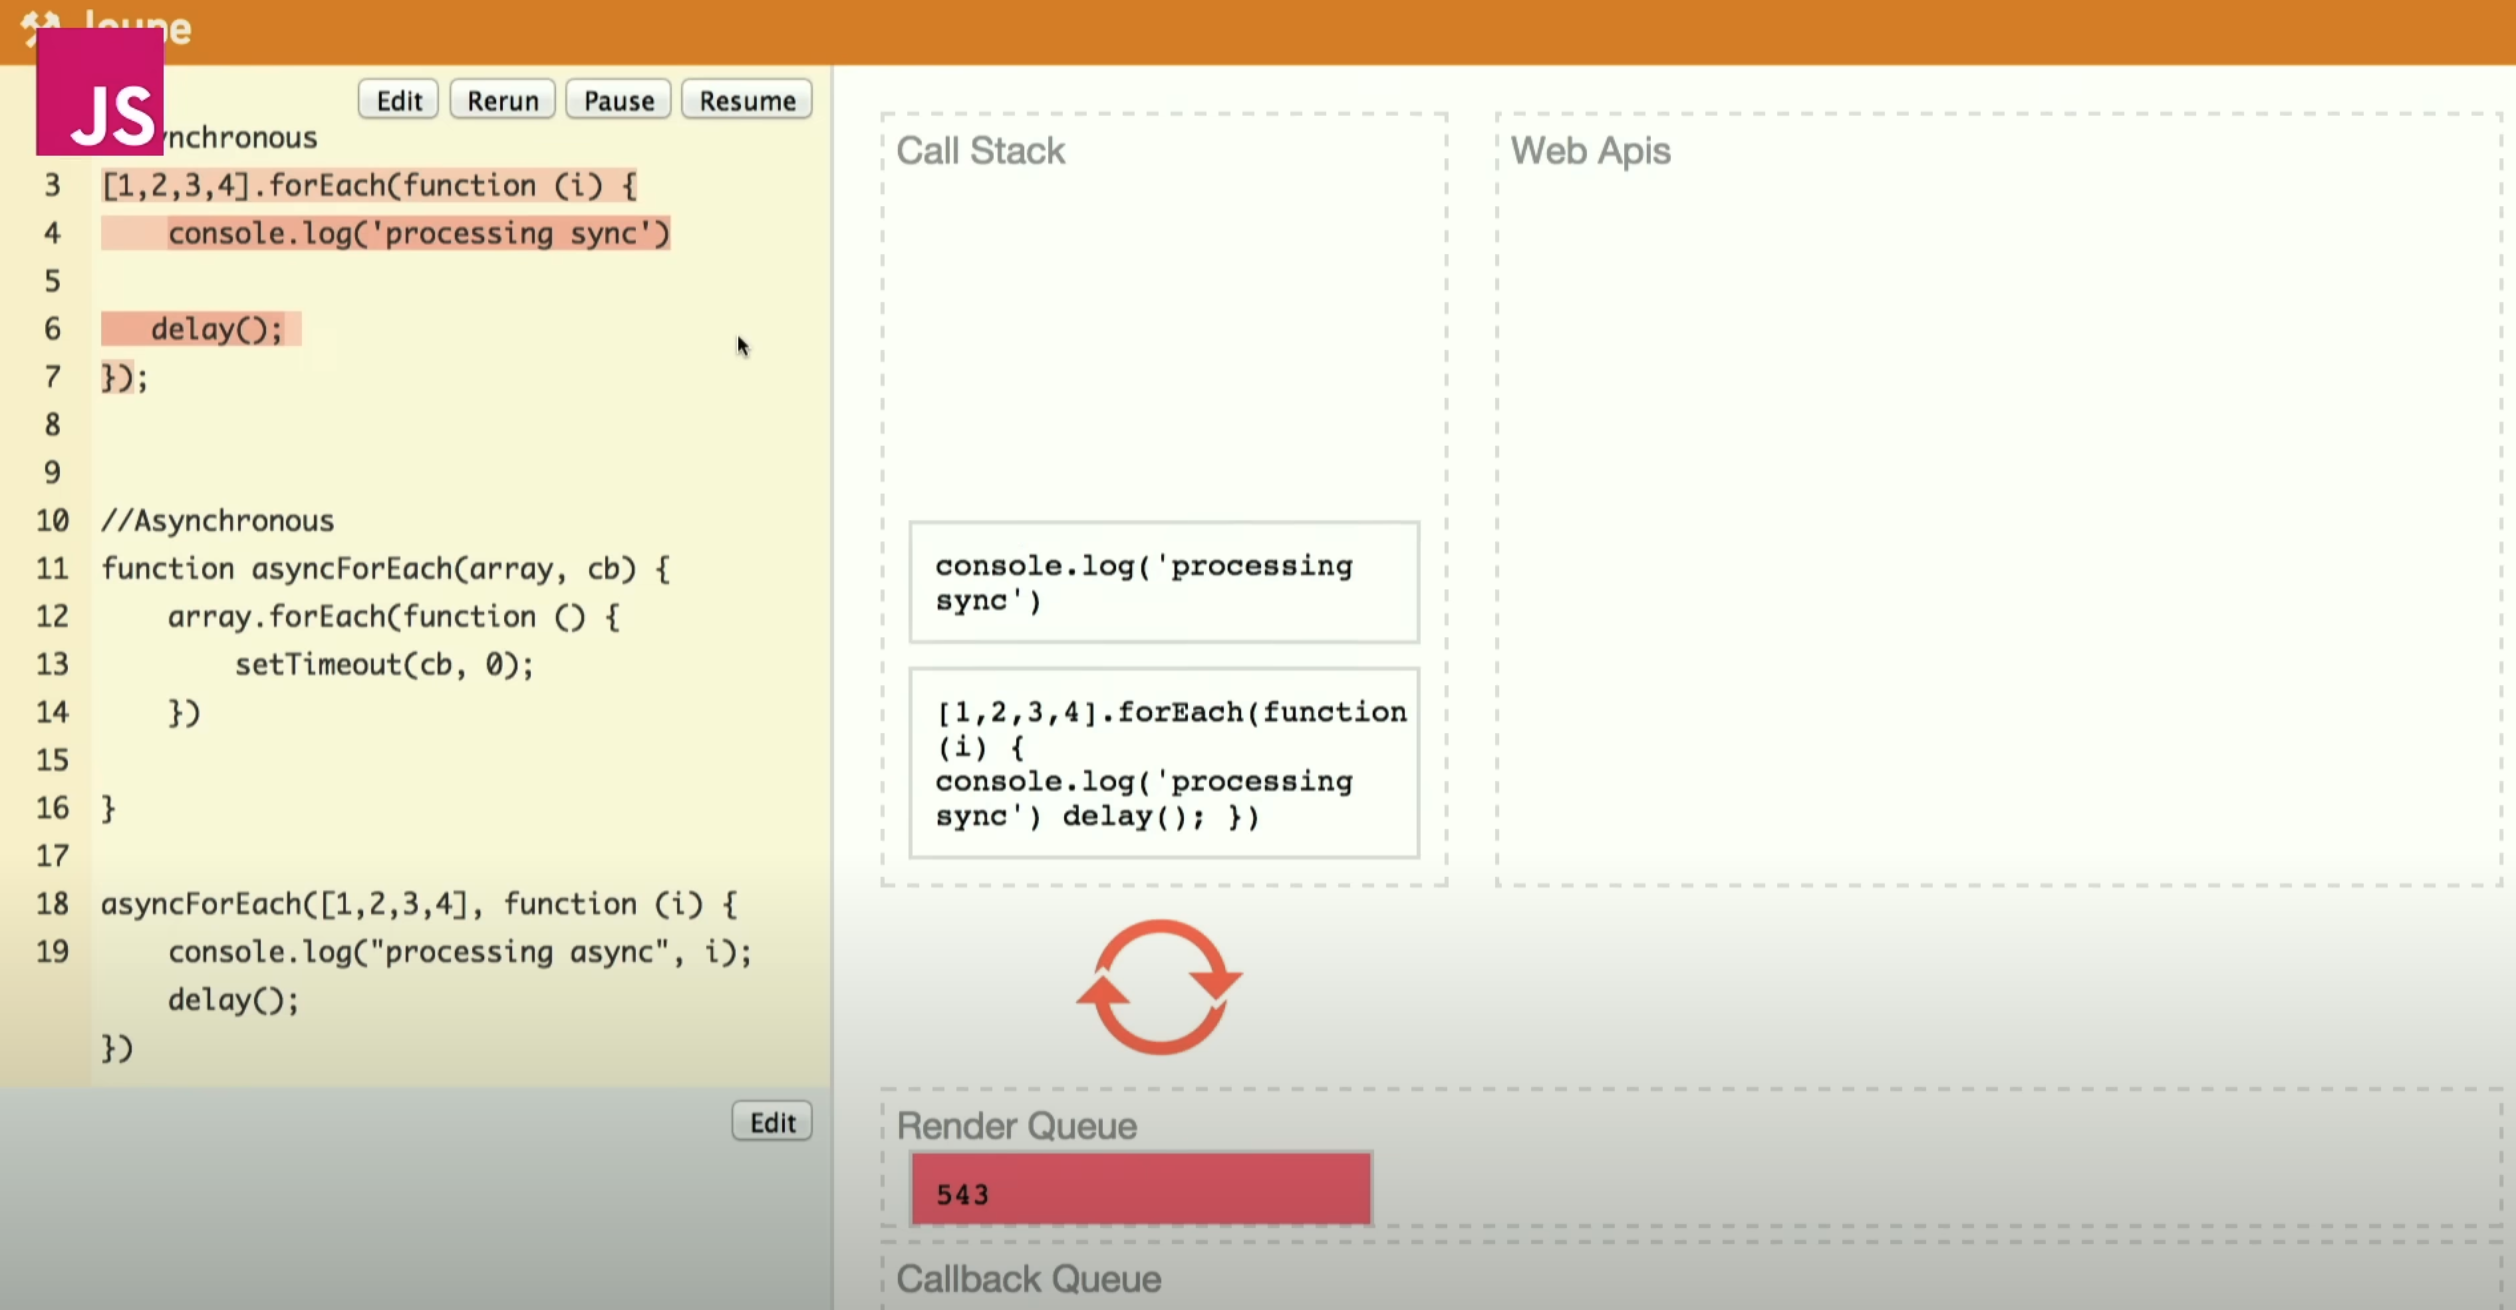 Loupe
JS
Edit
Rerun
Pause
Resume
nchronous
3 [1,2,3,4].forEach(function (i) {
4 console.log('processing sync')
5
6 delay();
7 });
8
9
10 //Asynchronous
11 function asyncForEach(array, cb) {
12 array.forEach(function () {
13 setTimeout(cb, 0);
14 })
15
16 }
17
18 asyncForEach([1,2,3,4], function (i) {
19 console.log("processing async", i);
delay();
})
Edit
Call Stack
console.log('processing
sync')
[1,2,3,4].forEach(function
(i) {
console.log('processing
sync') delay(); })
Web Apis
Render Queue
543
Callback Queue